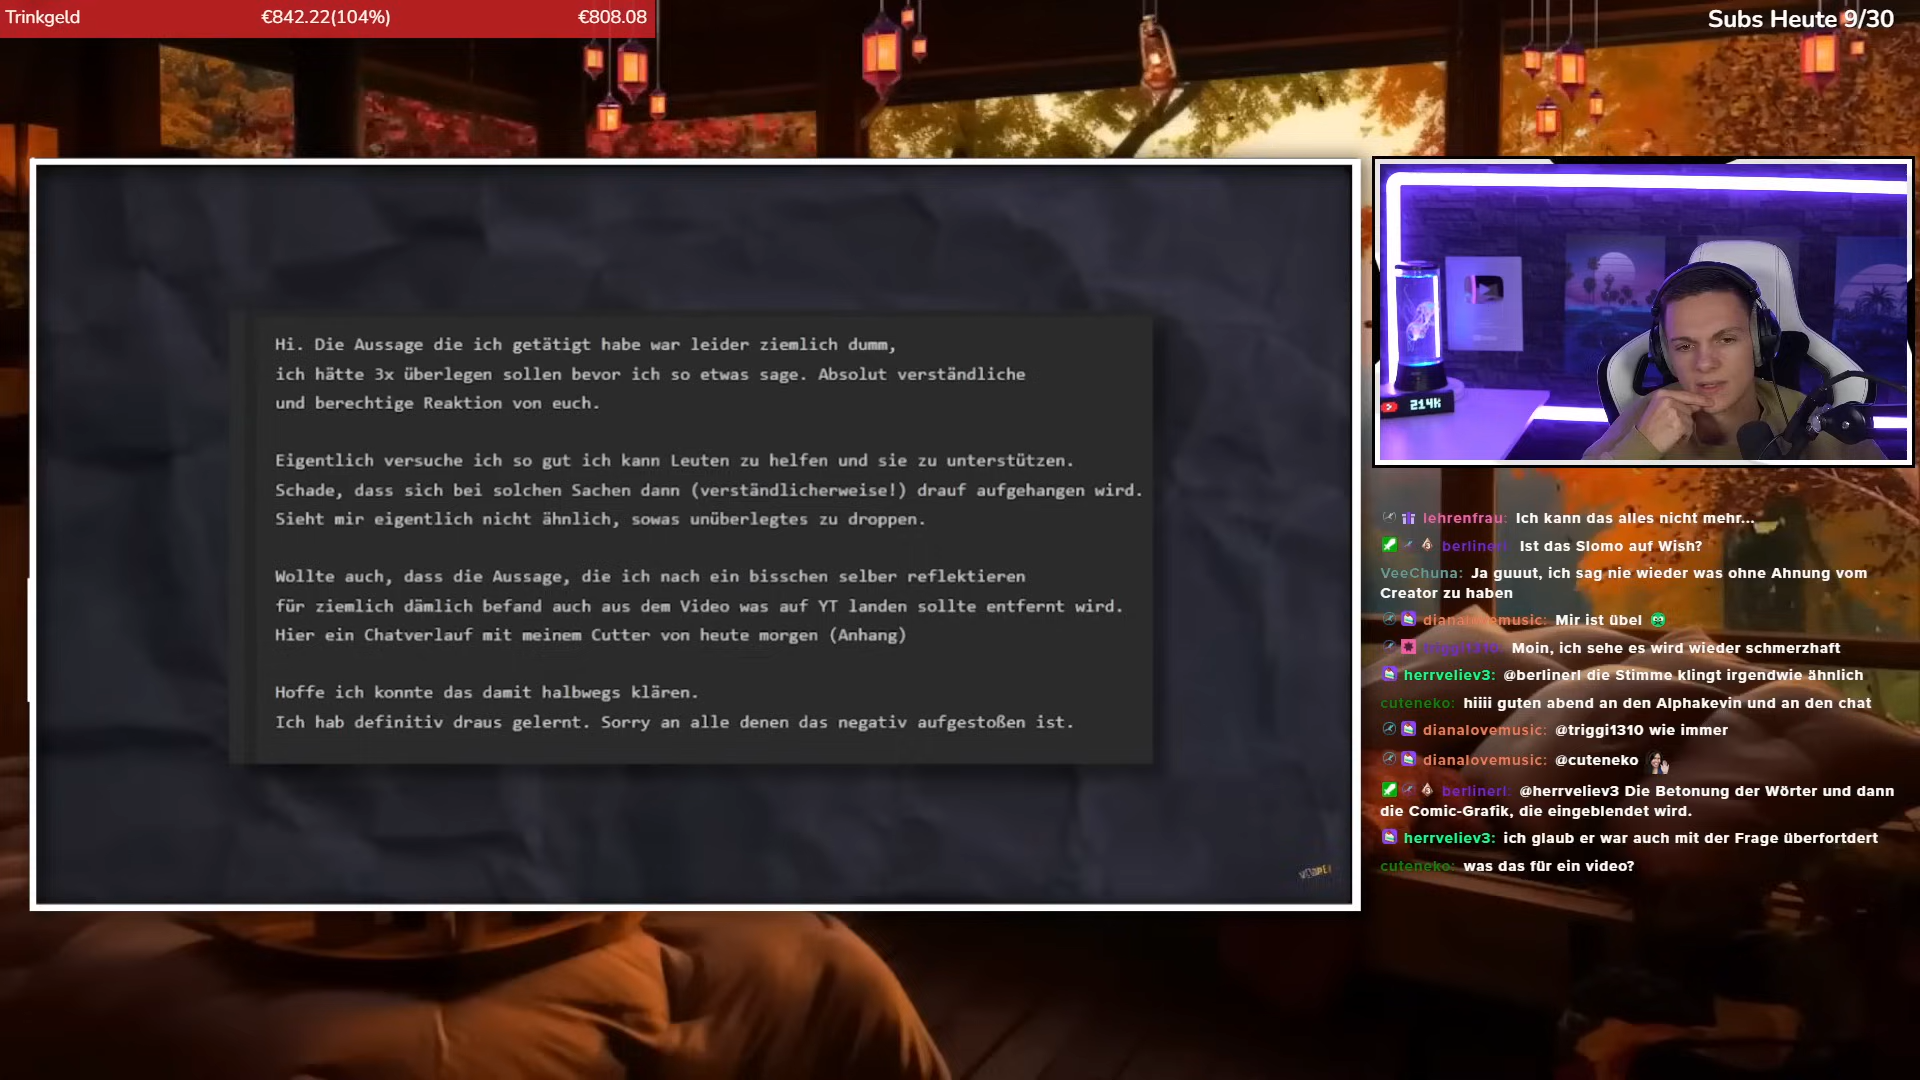 Trinkgeld €842.22(104%) €808.08
Subs Heute 9/30
Hi. Die Aussage die ich getätigt habe war leider ziemlich dumm,
ich hätte 3x überlegen sollen bevor ich so etwas sage. Absolut verständliche
und berechtige Reaktion von euch.
Eigentlich versuche ich so gut ich kann Leuten zu helfen und sie zu unterstützen.
Schade, dass sich bei solchen Sachen dann (verständlicherweise!) drauf aufgehangen wird.
Sieht mir eigentlich nicht ähnlich, sowas unüberlegtes zu droppen.
Wollte auch, dass die Aussage, die ich nach ein bisschen selber reflektieren
für ziemlich dämlich befand auch aus dem Video was auf YT landen sollte entfernt wird.
Hier ein Chatverlauf mit meinem Cutter von heute morgen (Anhang)
Hoffe ich konnte das damit halbwegs klären.
Ich hab definitiv draus gelernt. Sorry an alle denen das negativ aufgestoßen ist.
214K
lehrenfrau: Ich kann das alles nicht mehr...
berlinerl: Ist das Slomo auf Wish?
VeeChuna: Ja guuut, ich sag nie wieder was ohne Ahnung vom
Creator zu haben
dianalovemusic: Mir ist übel
triggi1310: Moin, ich sehe es wird wieder schmerzhaft
herrveliev3: @berlinerl die Stimme klingt irgendwie ähnlich
cuteneko: hiiii guten abend an den Alphakevin und an den chat
dianalovemusic: @triggi1310 wie immer
dianalovemusic: @cuteneko
berlinerl: @herrveliev3 Die Betonung der Wörter und dann
die Comic-Grafik, die eingeblendet wird.
herrveliev3: ich glaub er war auch mit der Frage überfortdert
cuteneko: was das für ein video?